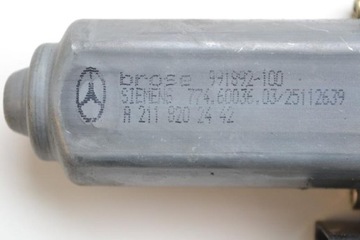 brose 991892-100
SIEMENS 774.60036.03/25112639
A 211 820 24 42